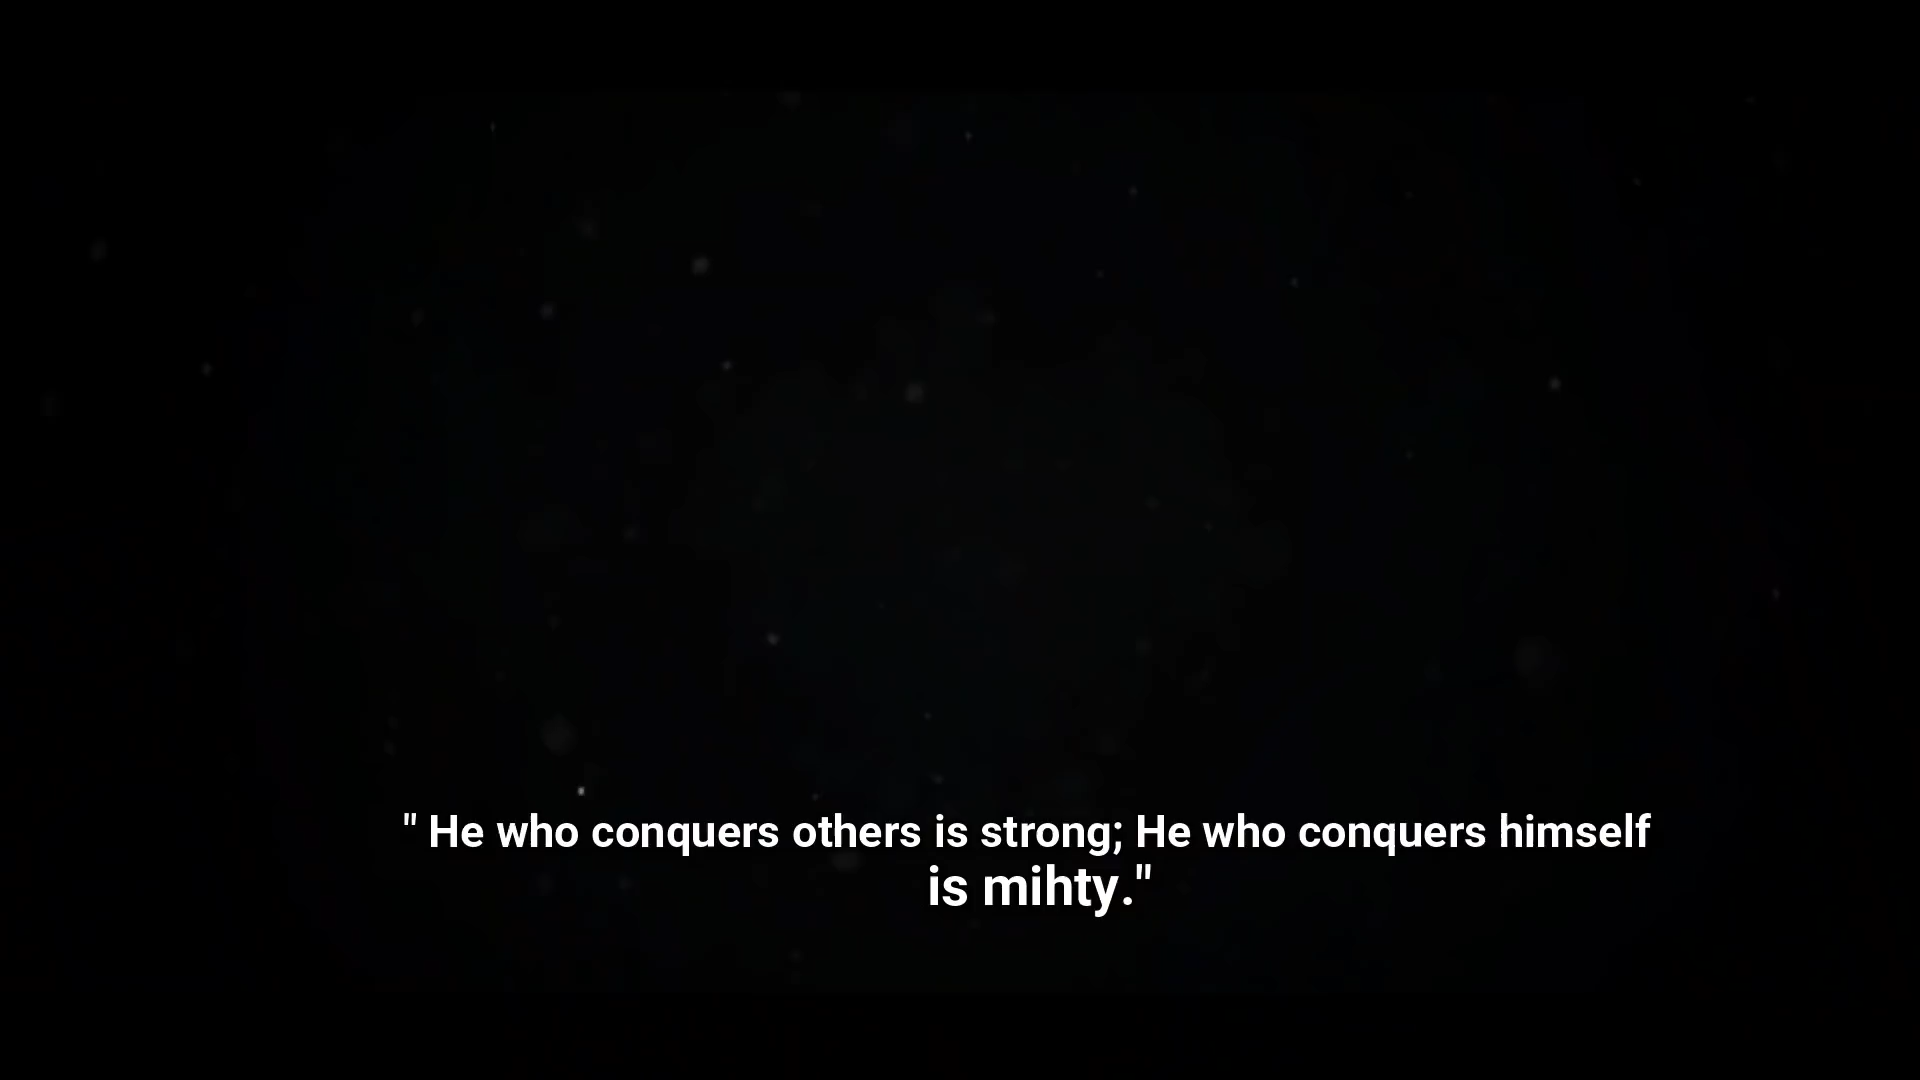 " He who conquers others is strong; He who conquers himself
is mihty."